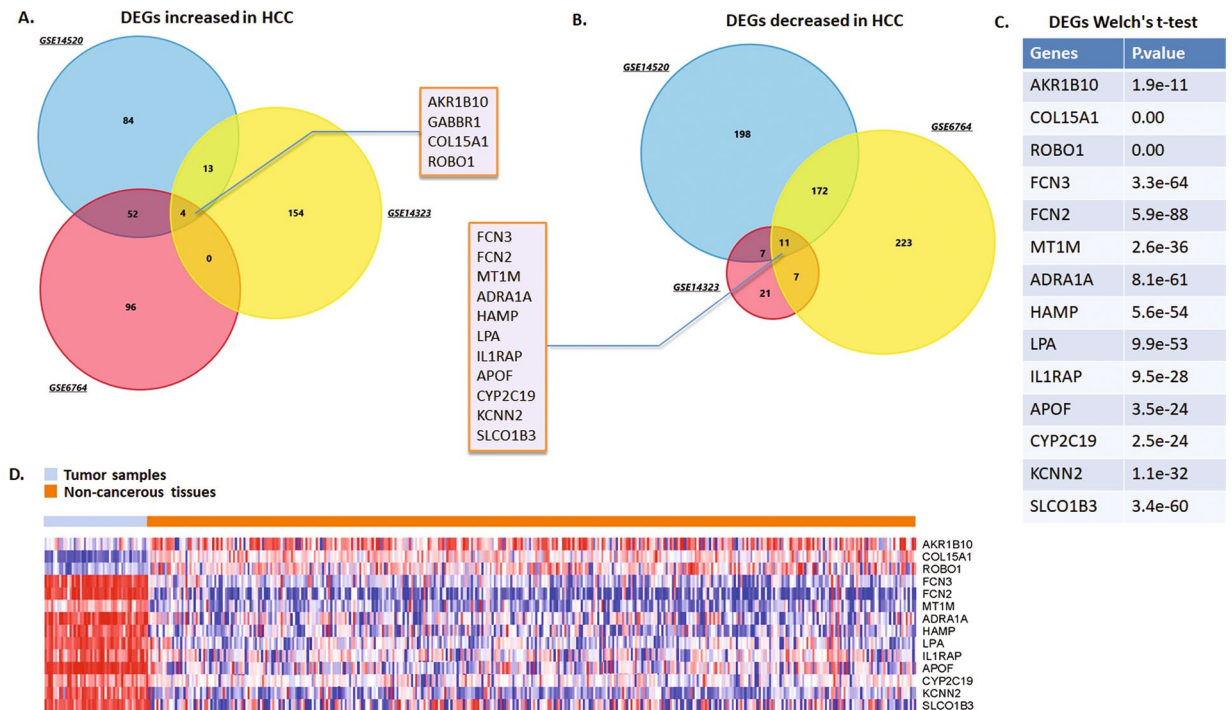 A.
DEGs increased in HCC
GSE14520
84
13
52
4
154
0
96
GSE14323
GSE6764
AKR1B10
GABBR1
COL15A1
ROBO1
B.
DEGs decreased in HCC
GSE14520
198
GSE6764
172
11
7
223
7
21
GSE14323
FCN3
FCN2
MT1M
ADRA1A
HAMP
LPA
IL1RAP
APOF
CYP2C19
KCNN2
SLCO1B3
C.
DEGs Welch's t-test
Genes P.value
AKR1B10 1.9e-11
COL15A1 0.00
ROBO1 0.00
FCN3 3.3e-64
FCN2 5.9e-88
MT1M 2.6e-36
ADRA1A 8.1e-61
HAMP 5.6e-54
LPA 9.9e-53
IL1RAP 9.5e-28
APOF 3.5e-24
CYP2C19 2.5e-24
KCNN2 1.1e-32
SLCO1B3 3.4e-60
D.
Tumor samples
Non-cancerous tissues
AKR1B10
COL15A1
ROBO1
FCN3
FCN2
MT1M
ADRA1A
HAMP
LPA
IL1RAP
APOF
CYP2C19
KCNN2
SLCO1B3